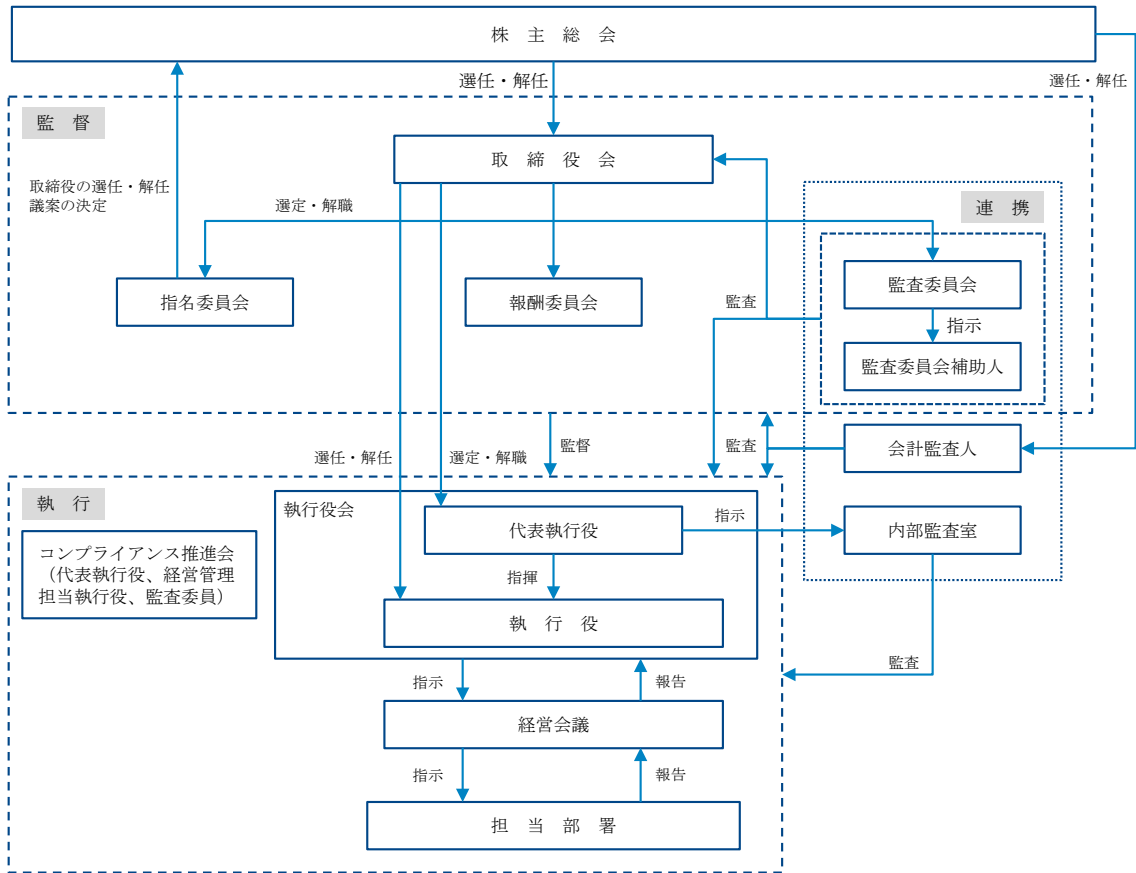 株 主 総 会
選任・解任
選任・解任
監 督
取 締 役 会
取締役の選任・解任
議案の決定
選定・解職
連 携
指名委員会
報酬委員会
監査
監査委員会
指示
監査委員会補助人
監督
監査
会計監査人
選任・解任
選定・解職
執 行
執行役会
代表執行役
指示
内部監査室
コンプライアンス推進会
（代表執行役、経営管理
担当執行役、監査委員）
指揮
執 行 役
監査
指示
報告
経営会議
指示
報告
担 当 部 署